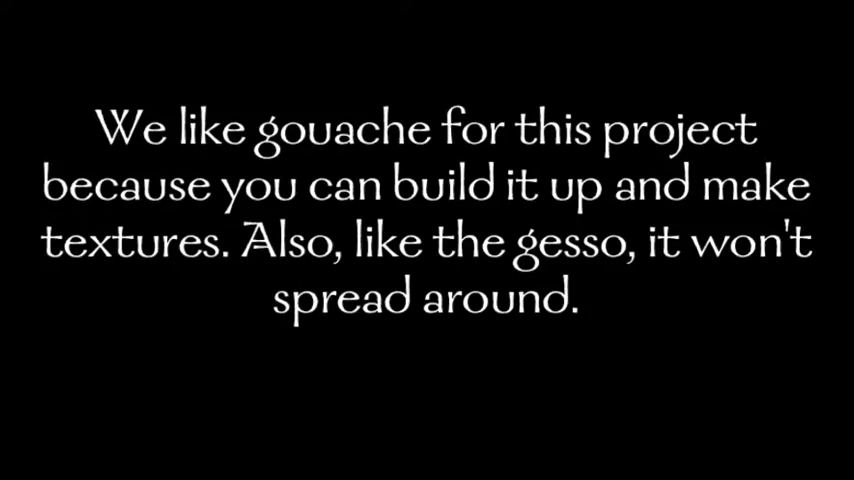 We like gouache for this project
because you can build it up and make
textures. Also, like the gesso, it won't
spread around.